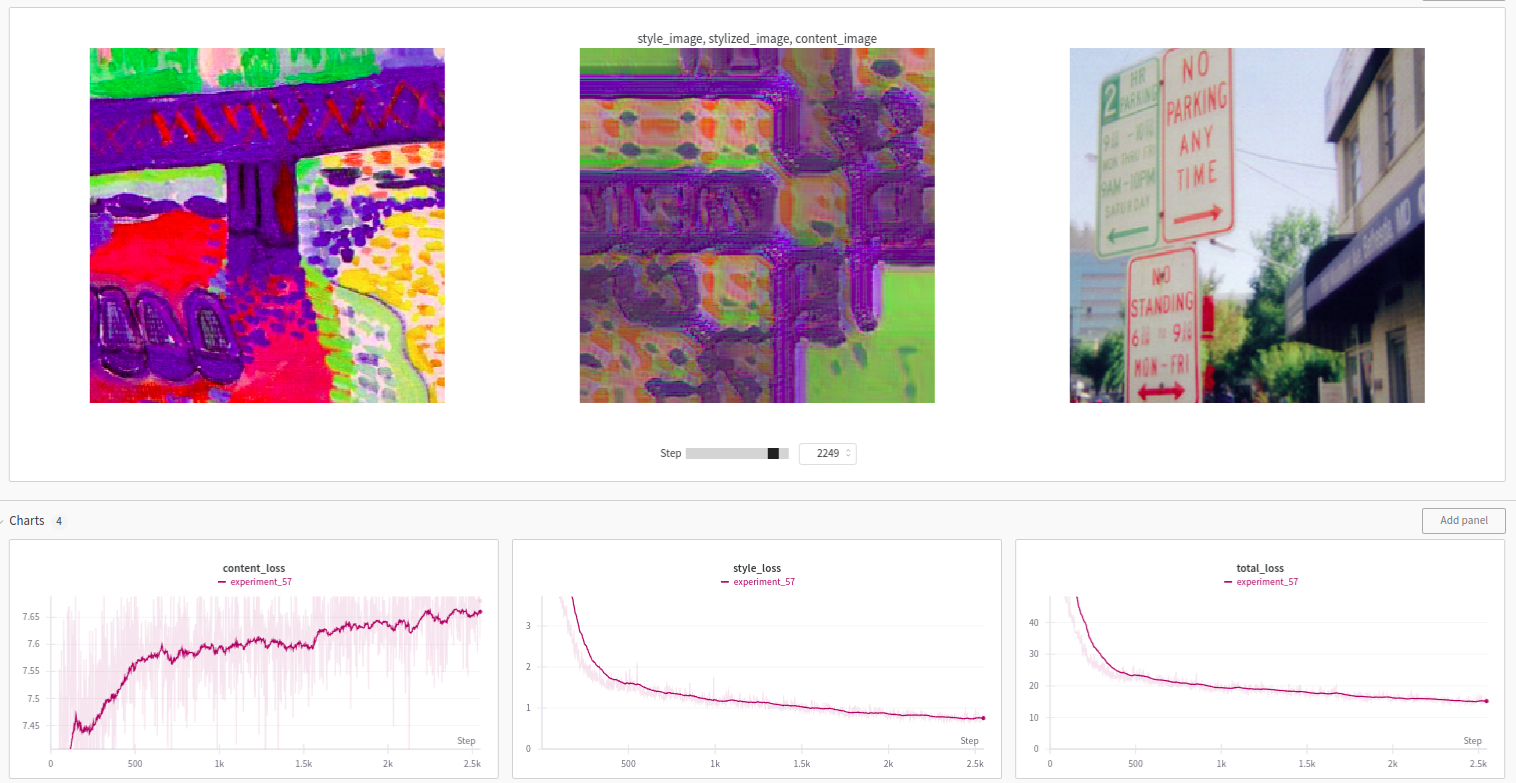 style_image, stylized_image, content_image
2 HR
PARKING
MON THRU FRI
9AM-10PM
SATURDAY
NO
PARKING
ANY
TIME
NO
STANDING
MON-FRI
Step 2249
Charts 4
Add panel
content_loss
experiment_57
7.65
7.6
7.55
7.5
7.45
Step
0 500 1k 1.5k 2k 2.5k
style_loss
experiment_57
3
2
1
0
Step
500 1k 1.5k 2k 2.5k
total_loss
experiment_57
40
30
20
10
0
Step
0 500 1k 1.5k 2k 2.5k